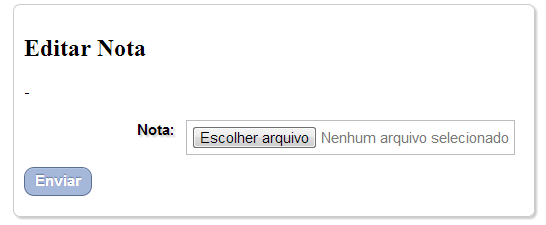 Editar Nota
-
Nota: Escolher arquivo Nenhum arquivo selecionado
Enviar